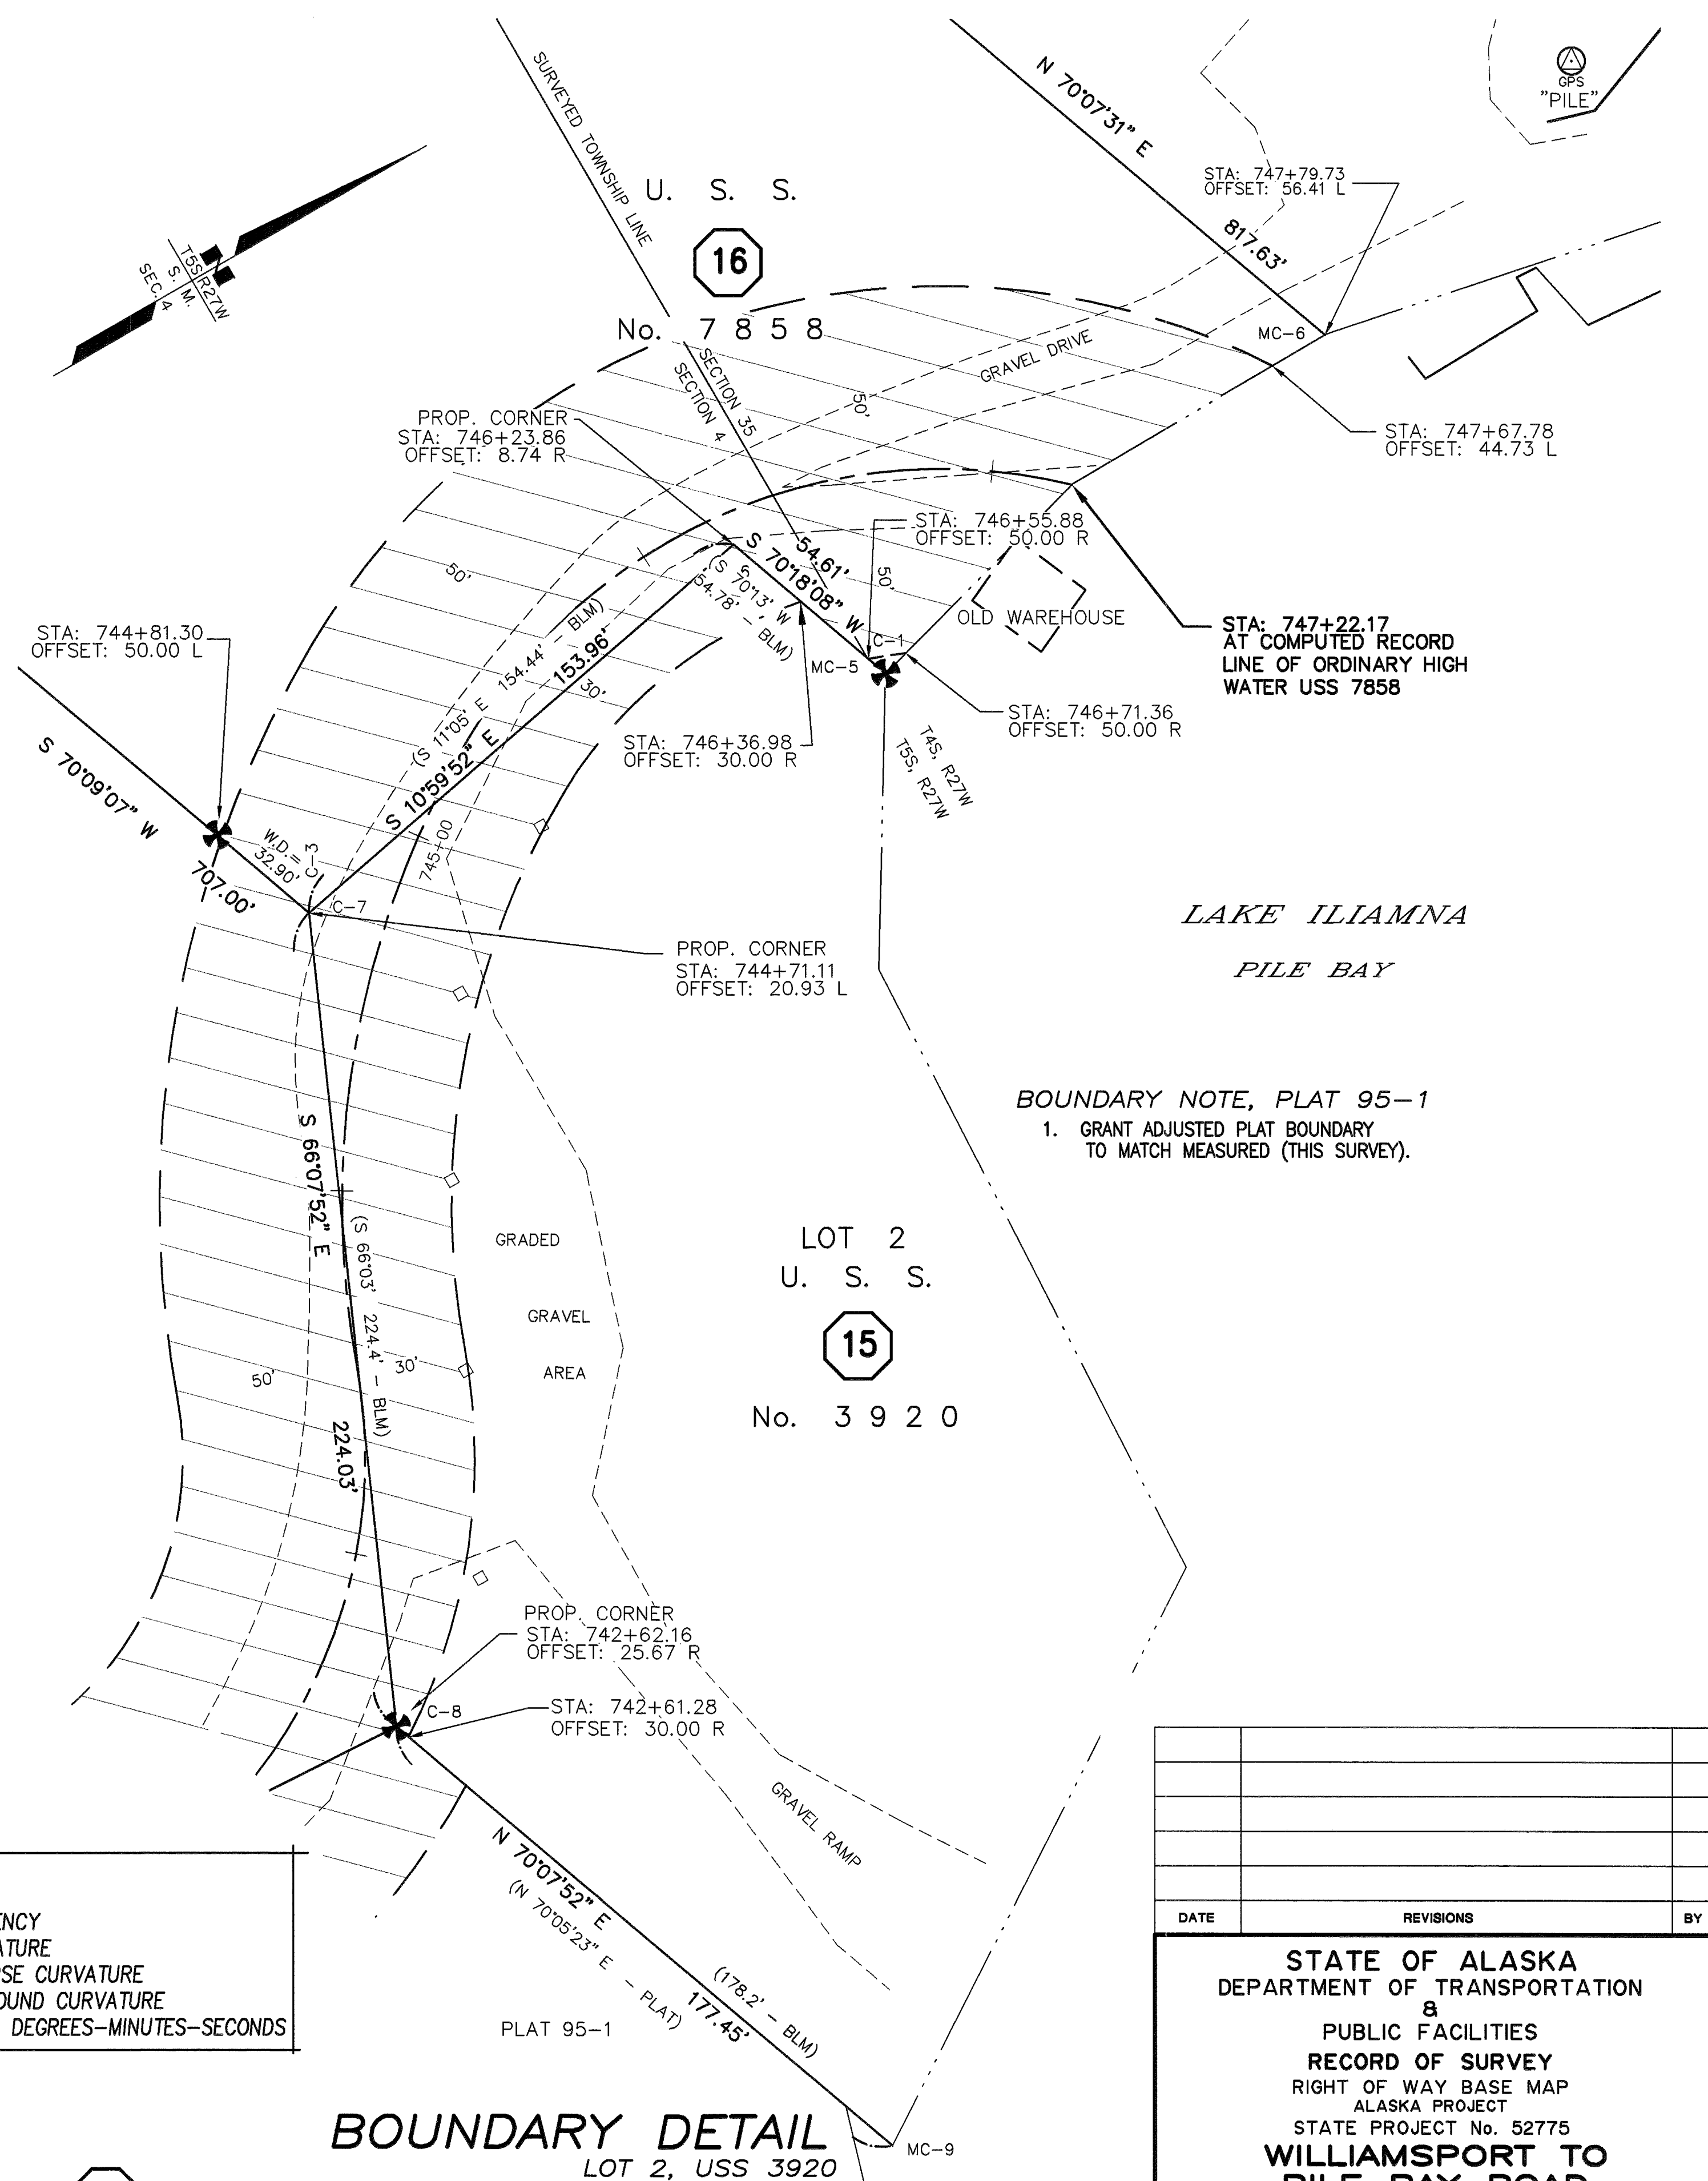 SURVEYED TOWNSHIP LINE
N 70°07'31" E
817.63'
GPS
"PILE"
STA: 747+79.73
OFFSET: 56.41 L
T5S|R27W
S. M.
SEC. 4
U. S. S.
16
No. 7858
SECTION 35
SECTION 4
GRAVEL DRIVE
50'
MC-6
PROP. CORNER
STA: 746+23.86
OFFSET: 8.74 R
STA: 747+67.78
OFFSET: 44.73 L
STA: 746+55.88
OFFSET: 50.00 R
54.61'
S 70°18'08" W
(S 70°13' W
54.78' - BLM)
50'
50'
OLD WAREHOUSE
C-1
MC-5
STA: 747+22.17
AT COMPUTED RECORD
LINE OF ORDINARY HIGH
WATER USS 7858
STA: 744+81.30
OFFSET: 50.00 L
(S 11°05' E 154.44' - BLM)
153.96'
S 10°59'52" E
30'
STA: 746+36.98
OFFSET: 30.00 R
STA: 746+71.36
OFFSET: 50.00 R
T4S, R27W
T5S, R27W
S 70°09'07" W
707.00'
W.D.=
32.90'
C-3
745+00
C-7
PROP. CORNER
STA: 744+71.11
OFFSET: 20.93 L
LAKE ILIAMNA
PILE BAY
BOUNDARY NOTE, PLAT 95-1
1. GRANT ADJUSTED PLAT BOUNDARY
TO MATCH MEASURED (THIS SURVEY).
S 66°07'52" E
(S 66°03' 224.4' - BLM)
224.03'
50'
30'
GRADED
GRAVEL
AREA
LOT 2
U. S. S.
15
No. 3920
PROP. CORNER
STA: 742+62.16
OFFSET: 25.67 R
C-8
STA: 742+61.28
OFFSET: 30.00 R
GRAVEL RAMP
N 70°07'52" E
(N 70°05'23" E - PLAT)
(178.2' - BLM)
177.45'
PLAT 95-1
MC-9
ENCY
ATURE
RSE CURVATURE
OUND CURVATURE
DEGREES-MINUTES-SECONDS
BOUNDARY DETAIL
LOT 2, USS 3920
DATE REVISIONS BY
STATE OF ALASKA
DEPARTMENT OF TRANSPORTATION
&
PUBLIC FACILITIES
RECORD OF SURVEY
RIGHT OF WAY BASE MAP
ALASKA PROJECT
STATE PROJECT No. 52775
WILLIAMSPORT TO
PILE BAY ROAD